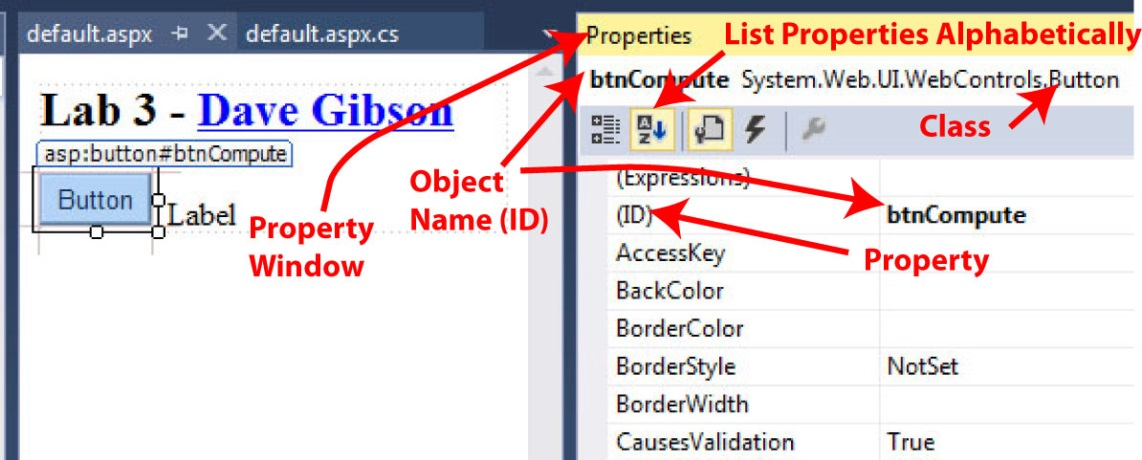 default.aspx
default.aspx.cs
Lab 3 - Dave Gibson
asp:button#btnCompute
Button
Label
Property
Window
Object
Name (ID)
Properties
List Properties Alphabetically
btnCompute System.Web.UI.WebControls.Button
Class
(Expressions)
(ID) btnCompute
Property
AccessKey
BackColor
BorderColor
BorderStyle NotSet
BorderWidth
CausesValidation True